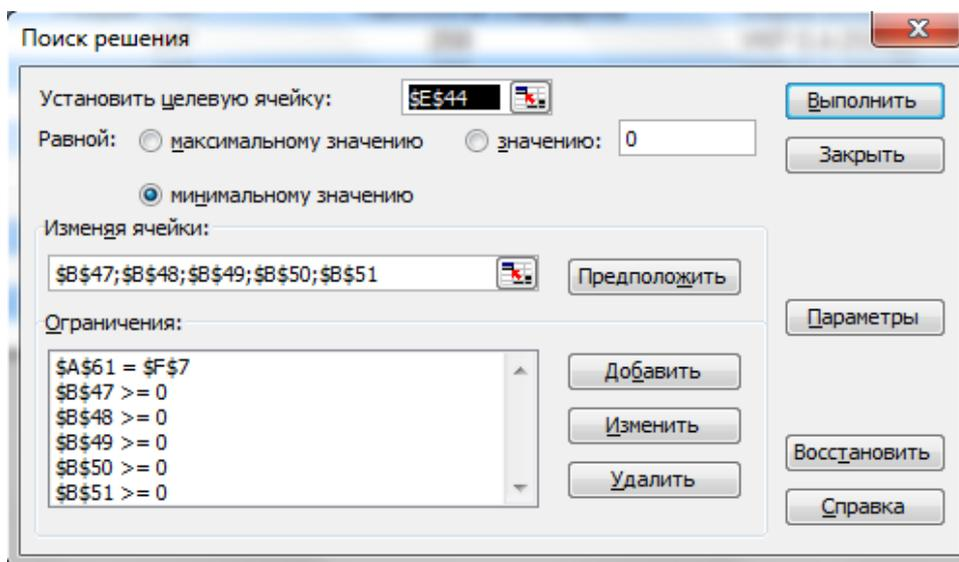 Поиск решения
Установить целевую ячейку: $E$44
Выполнить
Равной: максимальному значению значению: 0
Закрыть
минимальному значению
Изменяя ячейки:
$B$47;$B$48;$B$49;$B$50;$B$51
Предположить
Ограничения:
Параметры
$A$61 = $F$7
$B$47 >= 0
$B$48 >= 0
$B$49 >= 0
$B$50 >= 0
$B$51 >= 0
Добавить
Изменить
Удалить
Восстановить
Справка